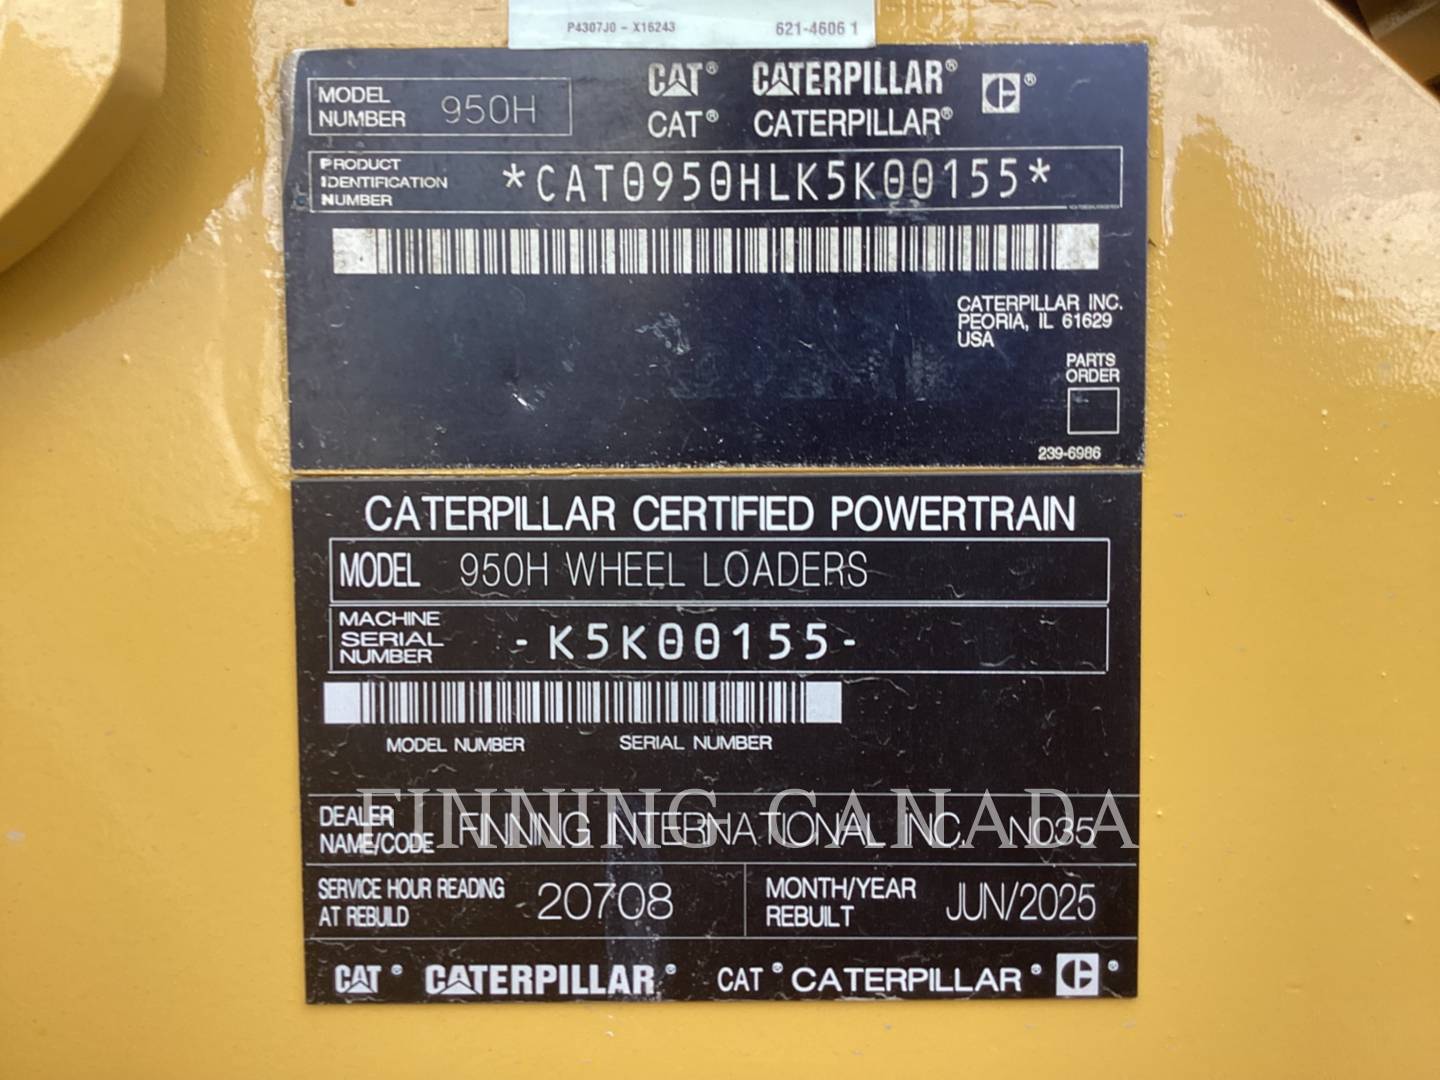 P4307J0 - X16243 621-4606 1
MODEL NUMBER 950H
CAT® CATERPILLAR® ®
CAT® CATERPILLAR®
PRODUCT IDENTIFICATION NUMBER *CAT0950HLK5K00155*
CATERPILLAR INC.
PEORIA, IL 61629
USA
PARTS
ORDER
239-6986
CATERPILLAR CERTIFIED POWERTRAIN
MODEL 950H WHEEL LOADERS
MACHINE SERIAL NUMBER -K5K00155-
MODEL NUMBER SERIAL NUMBER
FINNING CANADA
DEALER NAME/CODE FINNING INTERNATIONAL INC. N035
SERVICE HOUR READING AT REBUILD 20708
MONTH/YEAR REBUILT JUN/2025
CAT® CATERPILLAR® CAT® CATERPILLAR® ®